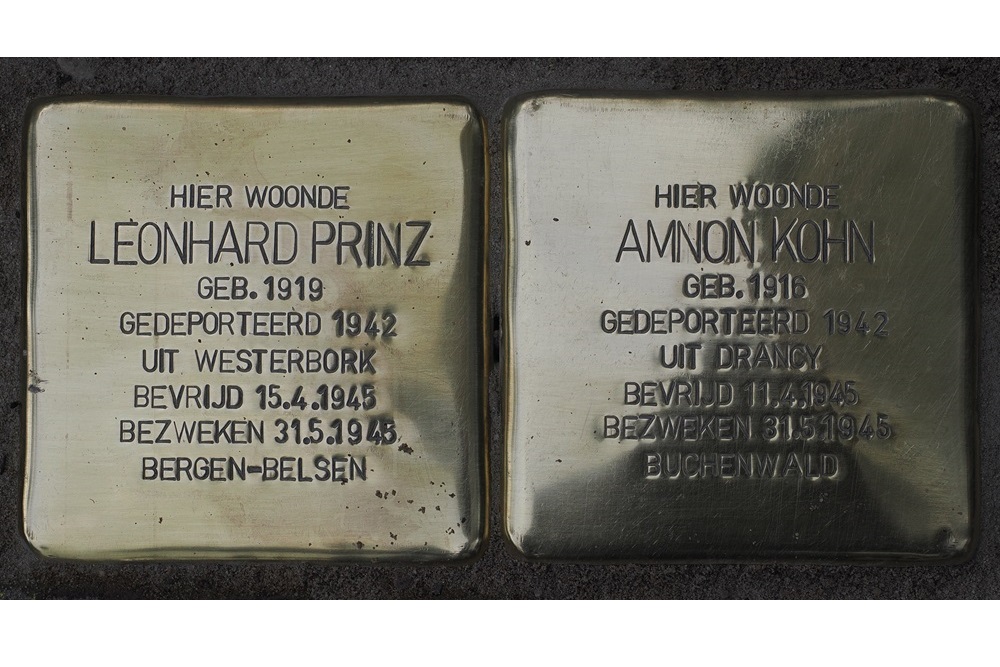 HIER WOONDE
LEONHARD PRINZ
GEB. 1919
GEDEPORTEERD 1942
UIT WESTERBORK
BEVRIJD 15.4.1945
BEZWEKEN 31.5.1945
BERGEN-BELSEN
HIER WOONDE
AMNON KOHN
GEB. 1916
GEDEPORTEERD 1942
UIT DRANCY
BEVRIJD 11.4.1945
BEZWEKEN 31.5.1945
BUCHENWALD